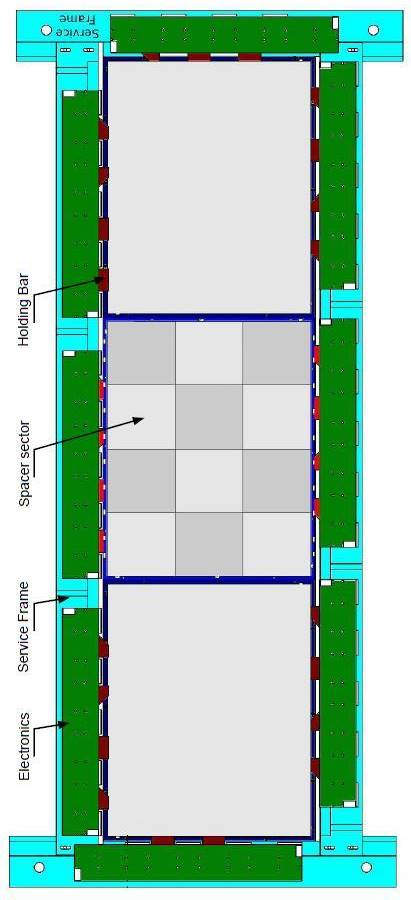 Service
Frame
Holding Bar
Spacer sector
Service Frame
Electronics